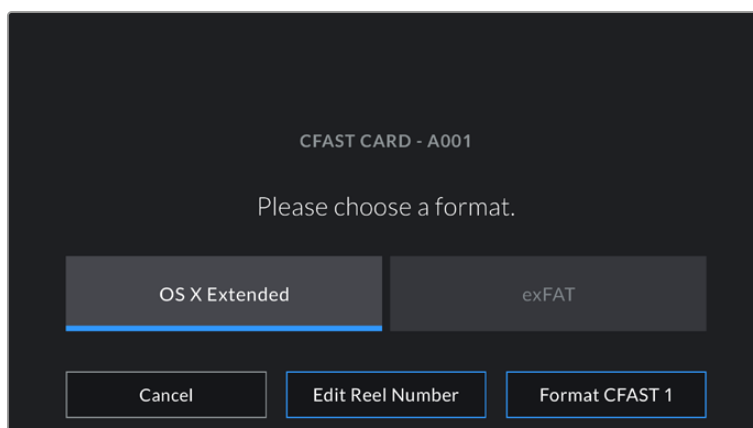 CFAST CARD - A001
Please choose a format.
OS X Extended
exFAT
Cancel
Edit Reel Number
Format CFAST 1